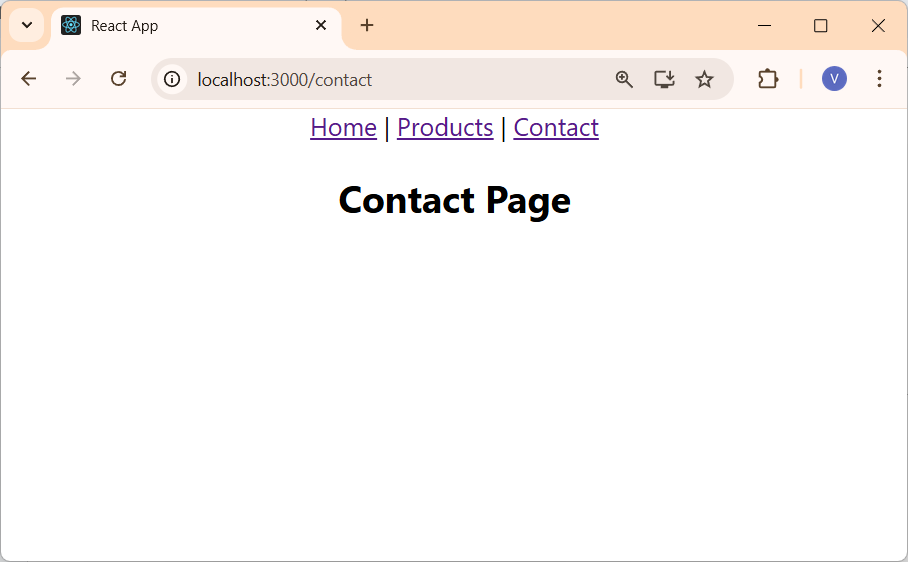 React App
localhost:3000/contact
V
Home | Products | Contact
Contact Page